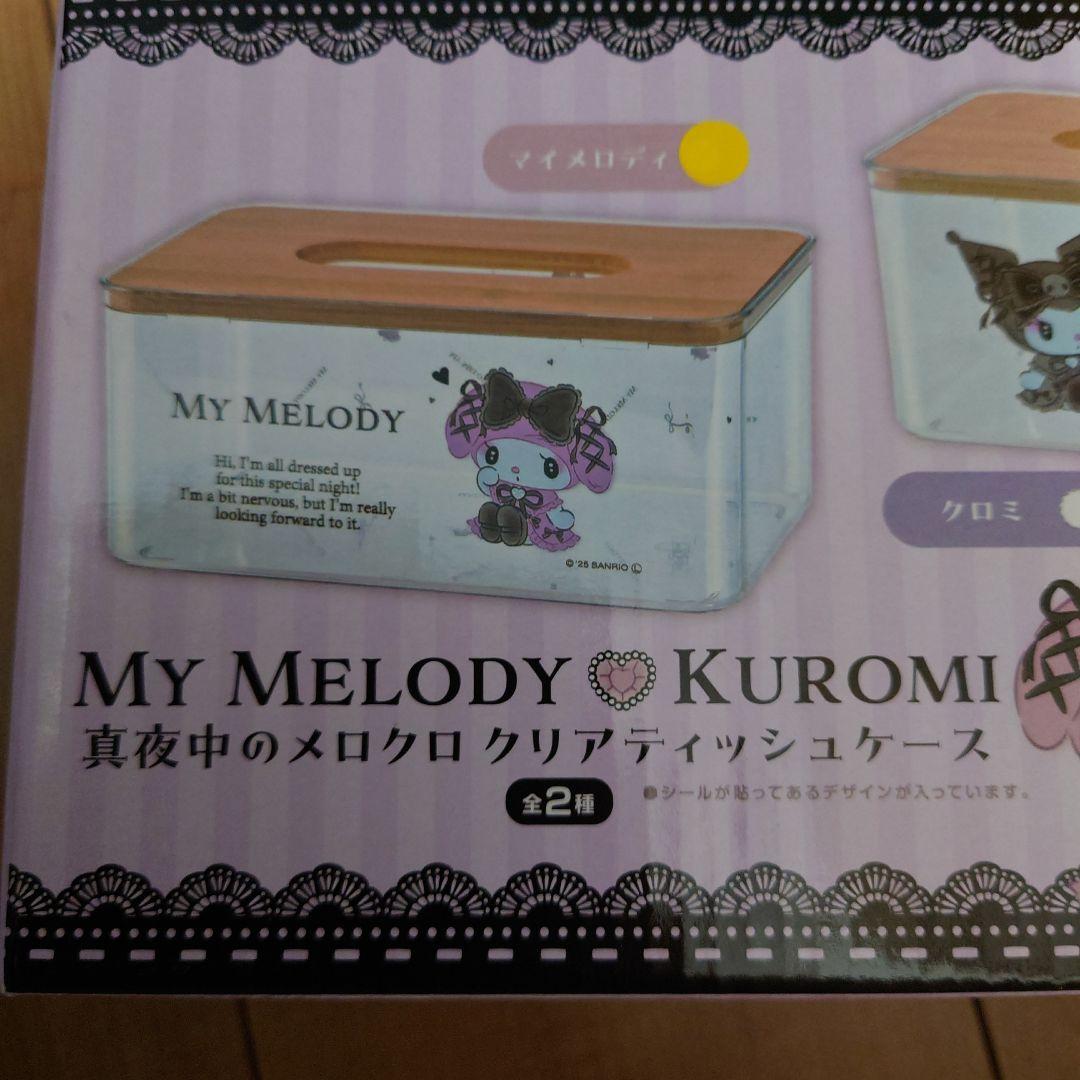 マイメロディ
MY MELODY
Hi, I'm all dressed up
for this special night!
I'm a bit nervous, but I'm really
looking forward to it.
© '25 SANRIO Ⓛ
クロミ
MY MELODY KUROMI
真夜中のメロクロ クリアティッシュケース
全2種
●シールが貼ってあるデザインが入っています。